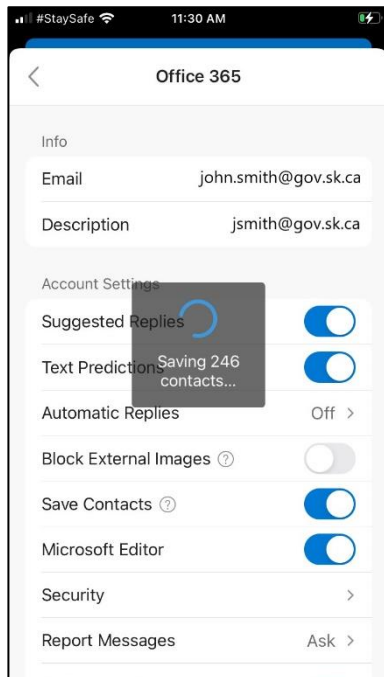 #StaySafe 11:30 AM
Office 365
Info
Email john.smith@gov.sk.ca
Description jsmith@gov.sk.ca
Account Settings
Suggested Replies
Text Predictions
Saving 246
contacts...
Automatic Replies Off
Block External Images ?
Save Contacts ?
Microsoft Editor
Security
Report Messages Ask